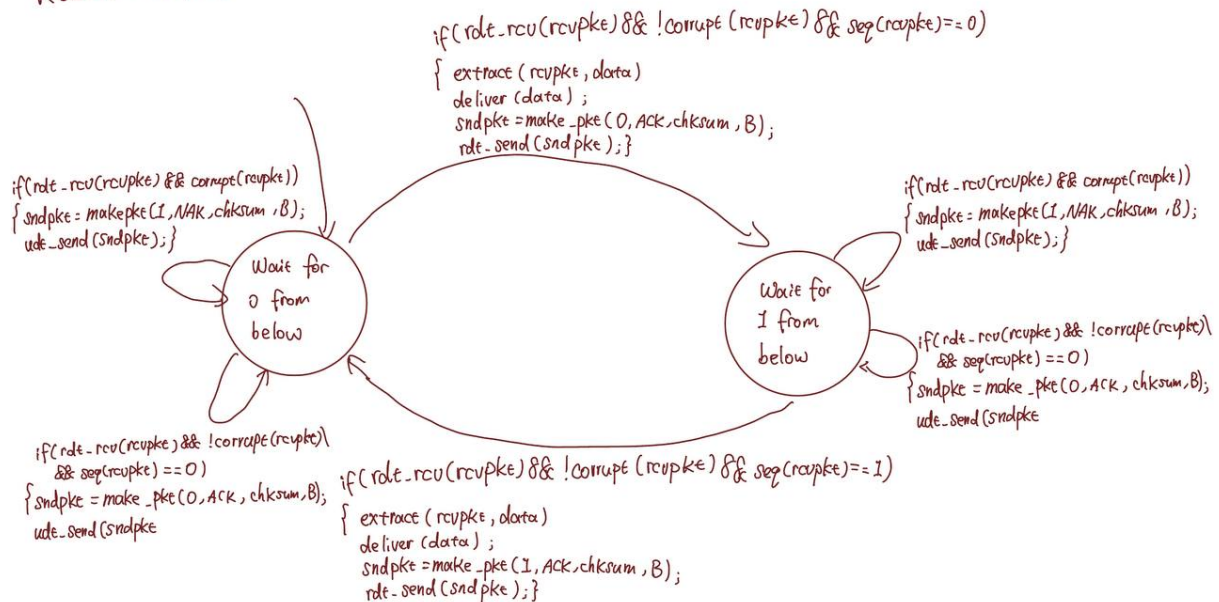 if(rdt_rcv(rcvpkt) && !corrupt (rcvpkt) && seq(rcvpkt)==0)
{ extract (rcvpkt, data)
deliver (data) ;
sndpkt =make_pkt (0, ACK,chksum, B);
rdt_send (sndpkt);}
if(rdt_rcv(rcvpkt) && corrupt(rcvpkt))
{ sndpkt = makepkt(1,NAK,chksum,B);
udt_send (sndpkt);}
Wait for
0 from
below
if(rdt_rcv(rcvpkt) && !corrupt(rcvpkt)\
&& seq(rcvpkt) ==0)
{sndpkt = make_pkt (0, ACK, chksum,B);
udt_send (sndpkt
if(rdt_rcv(rcvpkt) && corrupt(rcvpkt))
{ sndpkt = makepkt(1,NAK,chksum,B);
udt_send (sndpkt);}
Wait for
1 from
below
if(rdt_rcv(rcvpkt) && !corrupt(rcvpkt)\
&& seq(rcvpkt) ==0)
{sndpkt = make_pkt (0, ACK, chksum,B);
udt_send (sndpkt
if(rdt_rcv(rcvpkt) && !corrupt (rcvpkt) && seq(rcvpkt)==1)
{ extract (rcvpkt, data)
deliver (data) ;
sndpkt =make_pkt (1, ACK,chksum, B);
rdt_send (sndpkt);}